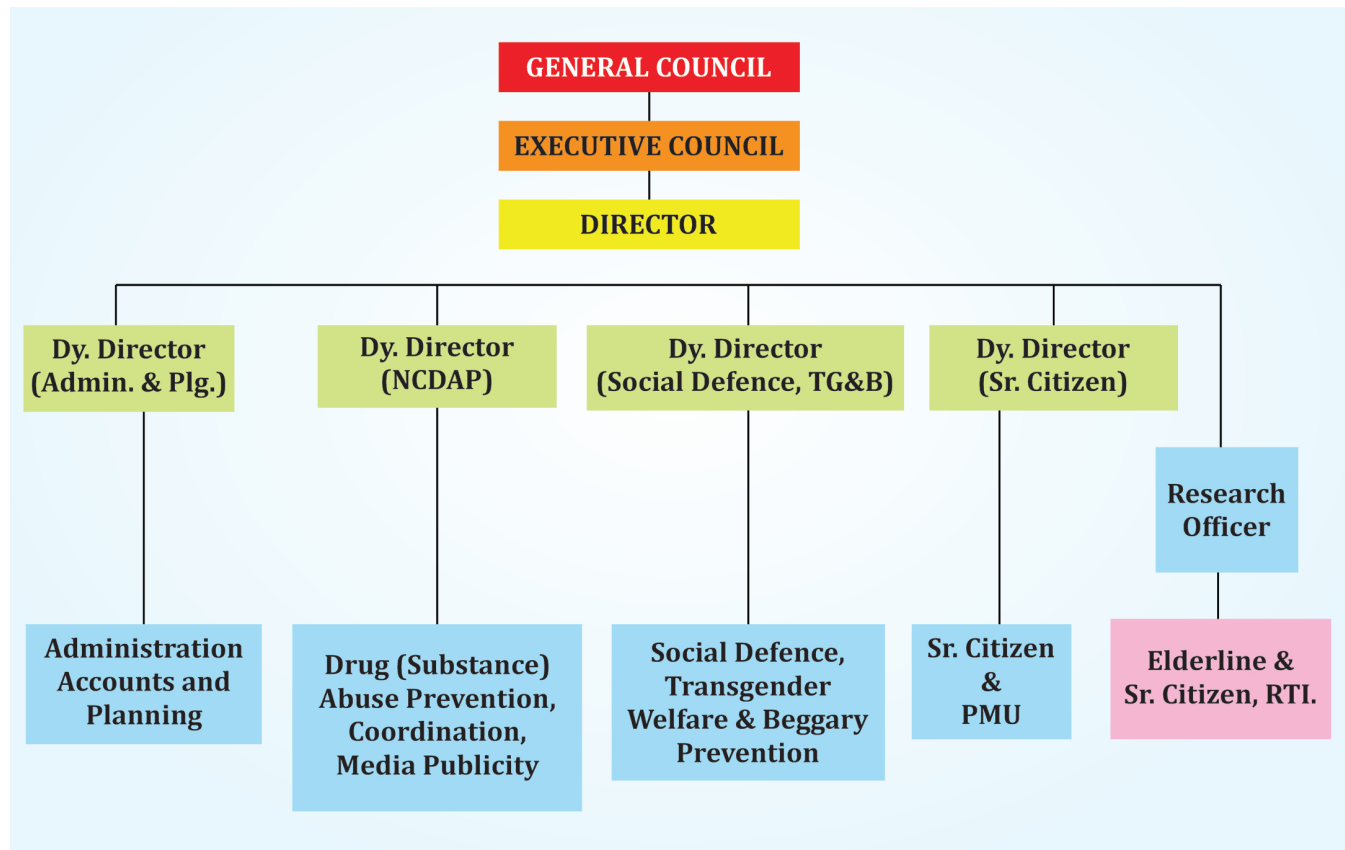 GENERAL COUNCIL
EXECUTIVE COUNCIL
DIRECTOR
Dy. Director
(Admin. & Plg.)
Dy. Director
(NCDAP)
Dy. Director
(Social Defence, TG&B)
Dy. Director
(Sr. Citizen)
Research
Officer
Administration
Accounts and
Planning
Drug (Substance)
Abuse Prevention,
Coordination,
Media Publicity
Social Defence,
Transgender
Welfare & Beggary
Prevention
Sr. Citizen
&
PMU
Elderline &
Sr. Citizen, RTI.